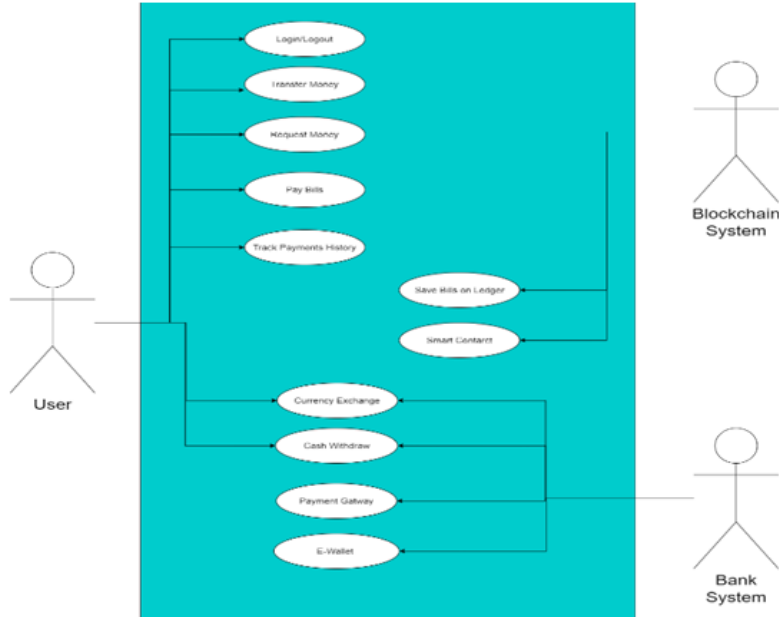 Login/Logout
Transfer Money
Request Money
Pay Bills
Track Payments History
Blockchain
System
Save Bills on Ledger
Smart Contarct
User
Currency Exchange
Cash Withdraw
Payment Gatway
E-Wallet
Bank
System